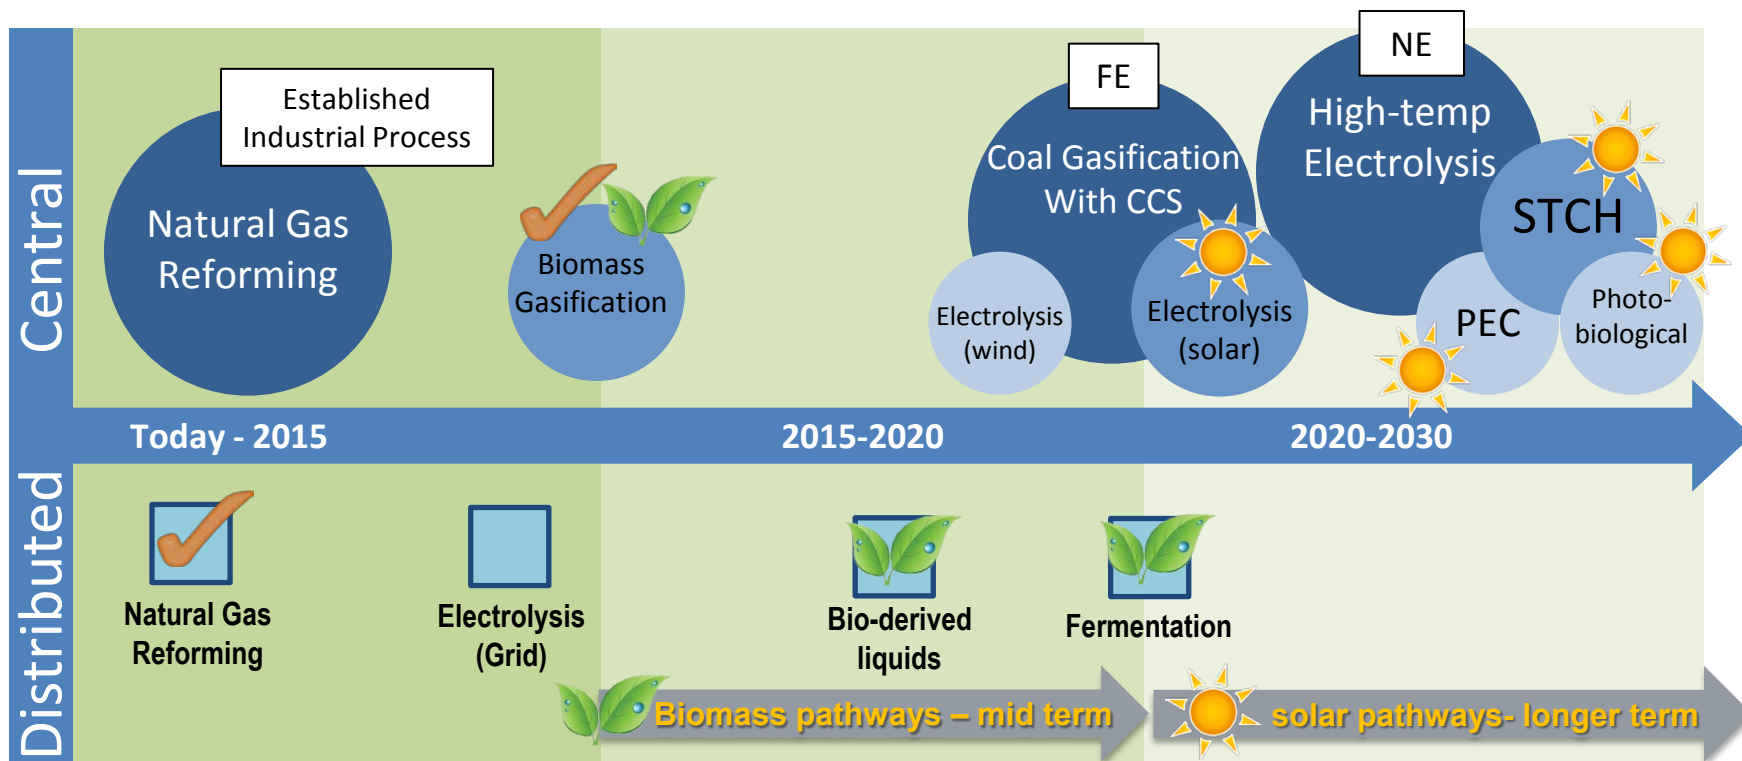 Central
Established
Industrial Process
Natural Gas
Reforming
Biomass
Gasification
FE
Coal Gasification
With CCS
Electrolysis
(wind)
Electrolysis
(solar)
NE
High-temp
Electrolysis
STCH
PEC
Photo-
biological
Today - 2015
2015-2020
2020-2030
Distributed
Natural Gas
Reforming
Electrolysis
(Grid)
Bio-derived
liquids
Fermentation
Biomass pathways – mid term
solar pathways- longer term